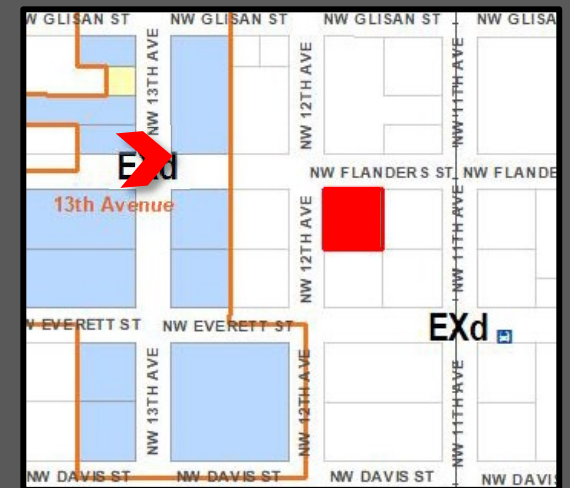 W GLISAN ST
NW GLISAN ST
NW GLISAN ST
NW GLISA
NW 13TH AVE
NW 12TH AVE
NW 11TH AVE
EXd
NW FLANDERS ST
NW FLANDE
13th Avenue
NW 12TH AVE
NW 11TH AVE
W EVERETT ST
NW EVERETT ST
EXd
NW 13TH AVE
NW 12TH AVE
NW 11TH AVE
NW DAVIS ST
NW DAVIS ST
NW DAVIS ST
NW DAVI